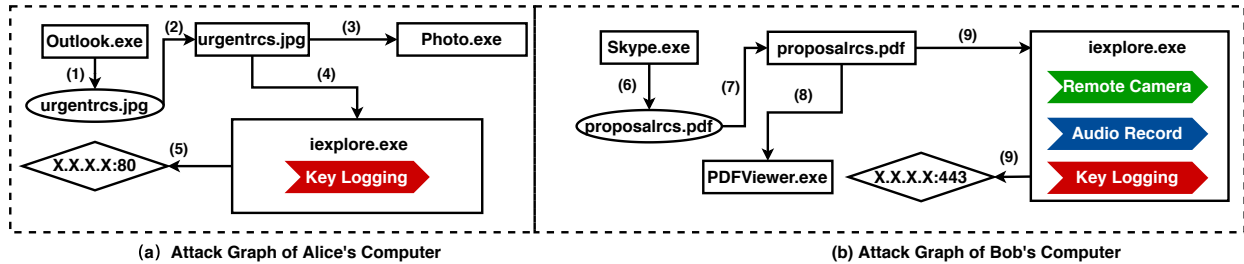 Outlook.exe
(1)
urgentrcs.jpg
(2)
urgentrcs.jpg
(3)
Photo.exe
(4)
iexplore.exe
Key Logging
(5)
X.X.X.X:80
(a) Attack Graph of Alice's Computer
Skype.exe
(6)
proposalrcs.pdf
(7)
proposalrcs.pdf
(8)
PDFViewer.exe
(9)
iexplore.exe
Remote Camera
Audio Record
Key Logging
(9)
X.X.X.X:443
(b) Attack Graph of Bob's Computer